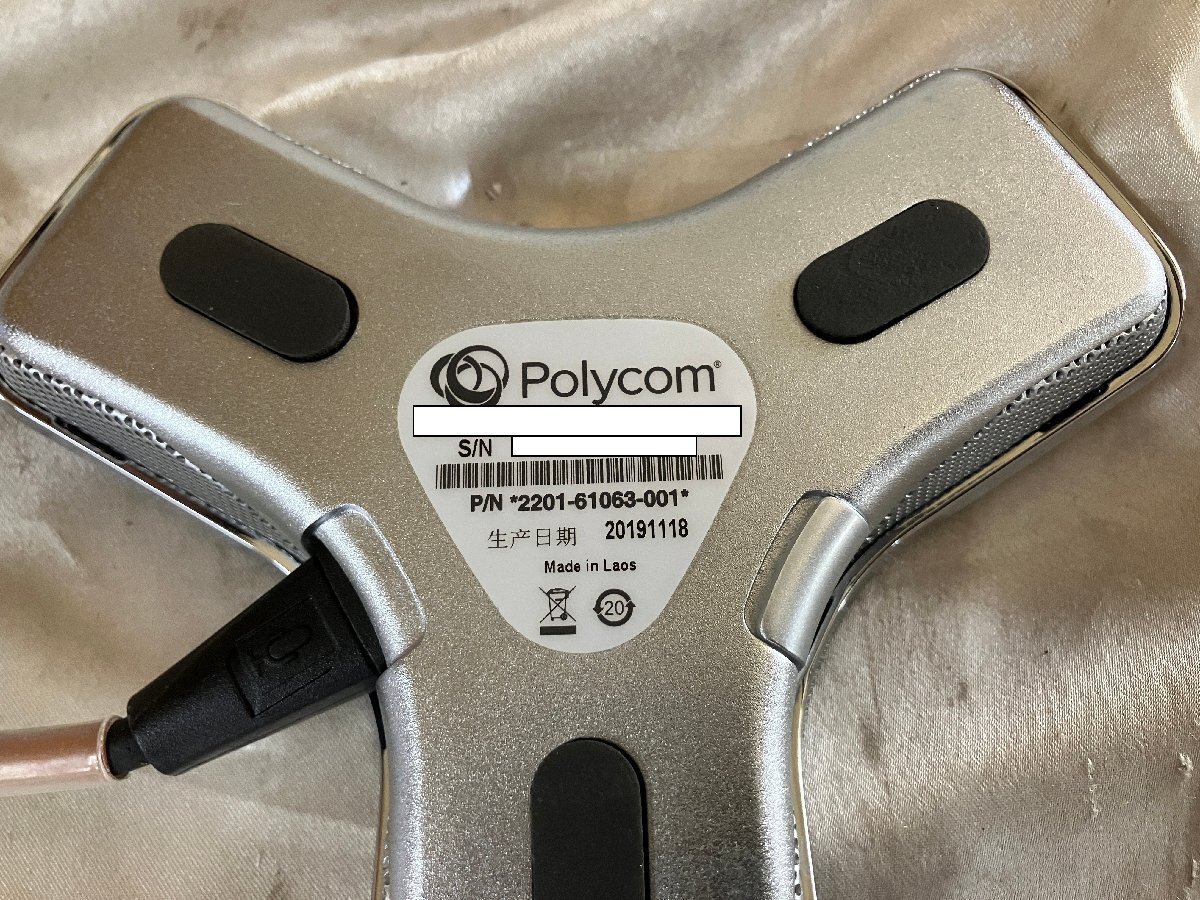 Polycom®
S/N
P/N *2201-61063-001*
生产日期 20191118
Made in Laos
20